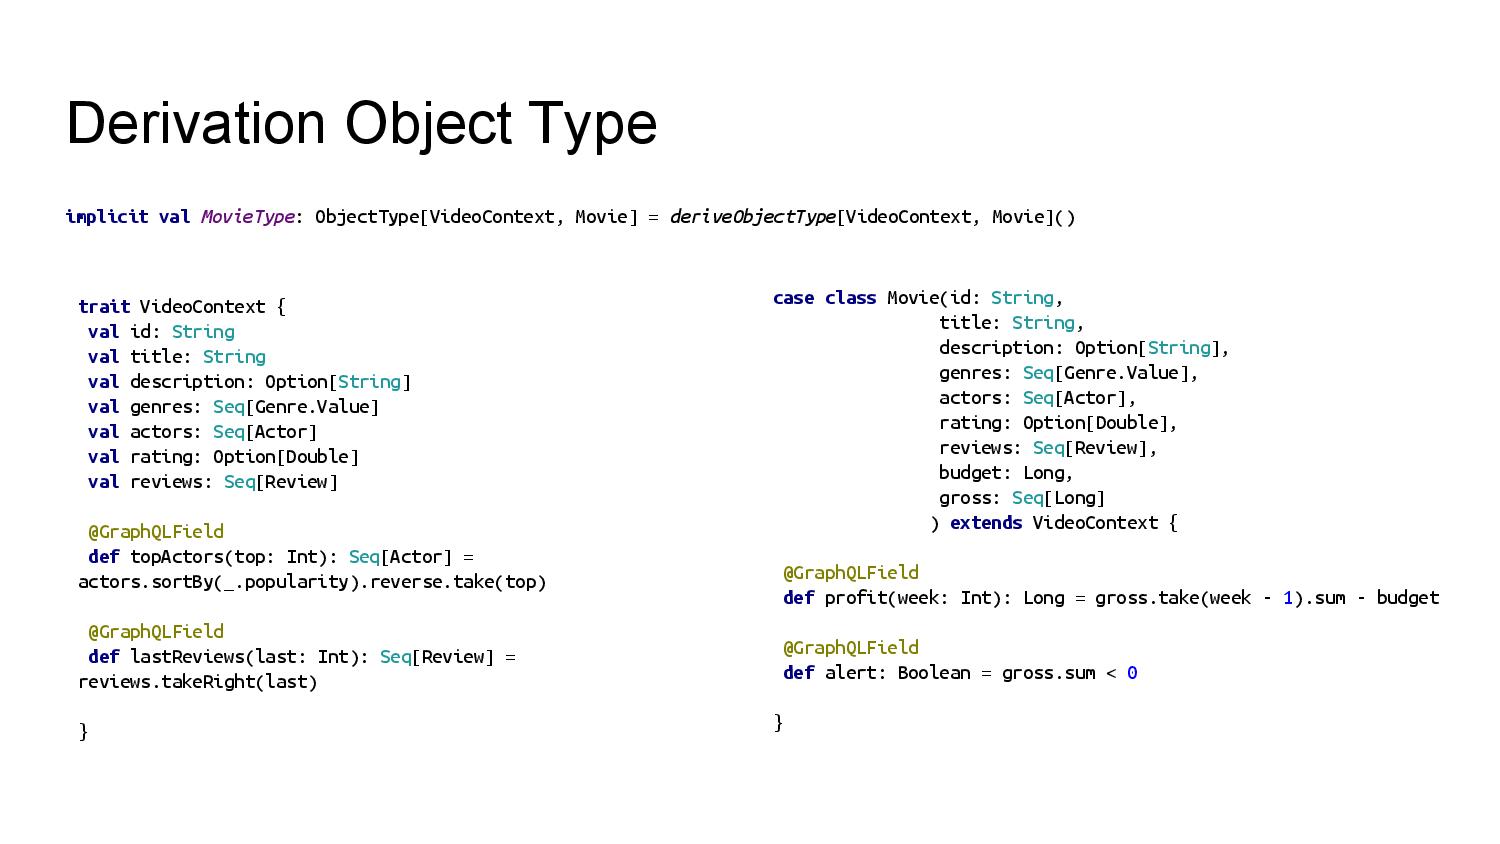 Derivation Object Type
implicit val MovieType: ObjectType[VideoContext, Movie] = deriveObjectType[VideoContext, Movie]()
trait VideoContext {
val id: String
val title: String
val description: Option[String]
val genres: Seq[Genre.Value]
val actors: Seq[Actor]
val rating: Option[Double]
val reviews: Seq[Review]
@GraphQLField
def topActors(top: Int): Seq[Actor] =
actors.sortBy(_.popularity).reverse.take(top)
@GraphQLField
def lastReviews(last: Int): Seq[Review] =
reviews.takeRight(last)
}
case class Movie(id: String,
title: String,
description: Option[String],
genres: Seq[Genre.Value],
actors: Seq[Actor],
rating: Option[Double],
reviews: Seq[Review],
budget: Long,
gross: Seq[Long]
) extends VideoContext {
@GraphQLField
def profit(week: Int): Long = gross.take(week - 1).sum - budget
@GraphQLField
def alert: Boolean = gross.sum < 0
}